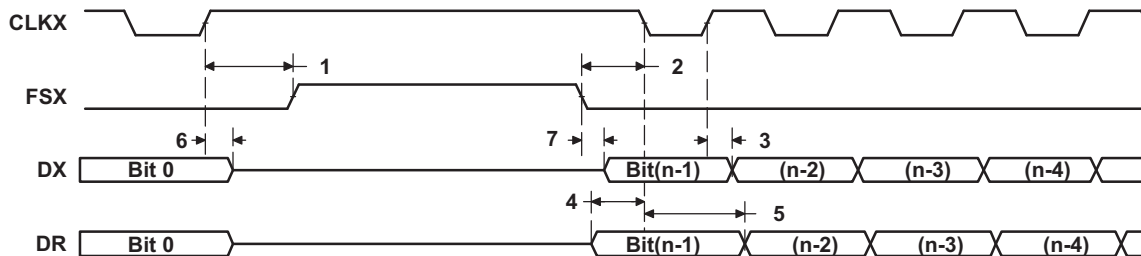 CLKX
1
2
FSX
6
7
3
DX
Bit 0
Bit(n-1)
(n-2)
(n-3)
(n-4)
4
5
DR
Bit 0
Bit(n-1)
(n-2)
(n-3)
(n-4)